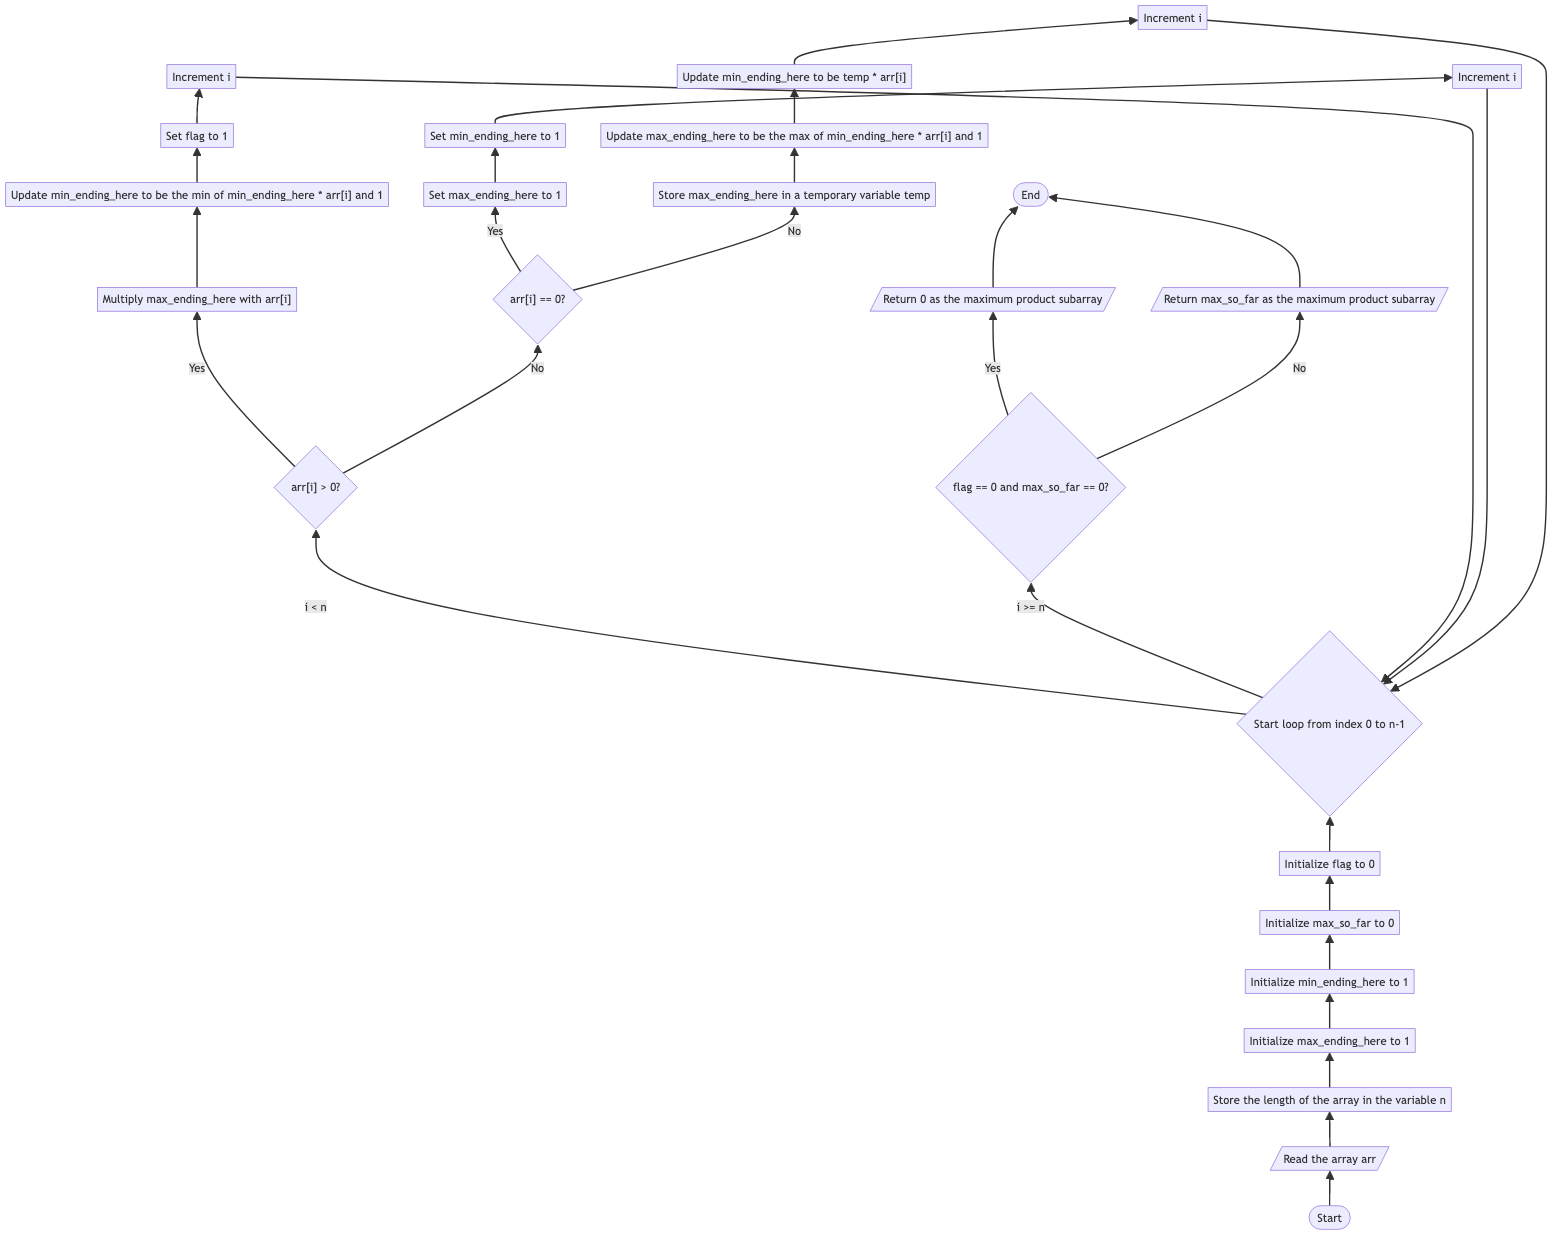 Increment i
Increment i
Update min_ending_here to be temp * arr[i]
Increment i
Set flag to 1
Set min_ending_here to 1
Update max_ending_here to be the max of min_ending_here * arr[i] and 1
Update min_ending_here to be the min of min_ending_here * arr[i] and 1
Set max_ending_here to 1
Store max_ending_here in a temporary variable temp
End
Yes
No
Multiply max_ending_here with arr[i]
arr[i] == 0?
Return 0 as the maximum product subarray
Return max_so_far as the maximum product subarray
Yes
No
Yes
No
arr[i] > 0?
flag == 0 and max_so_far == 0?
i < n
i >= n
Start loop from index 0 to n-1
Initialize flag to 0
Initialize max_so_far to 0
Initialize min_ending_here to 1
Initialize max_ending_here to 1
Store the length of the array in the variable n
Read the array arr
Start